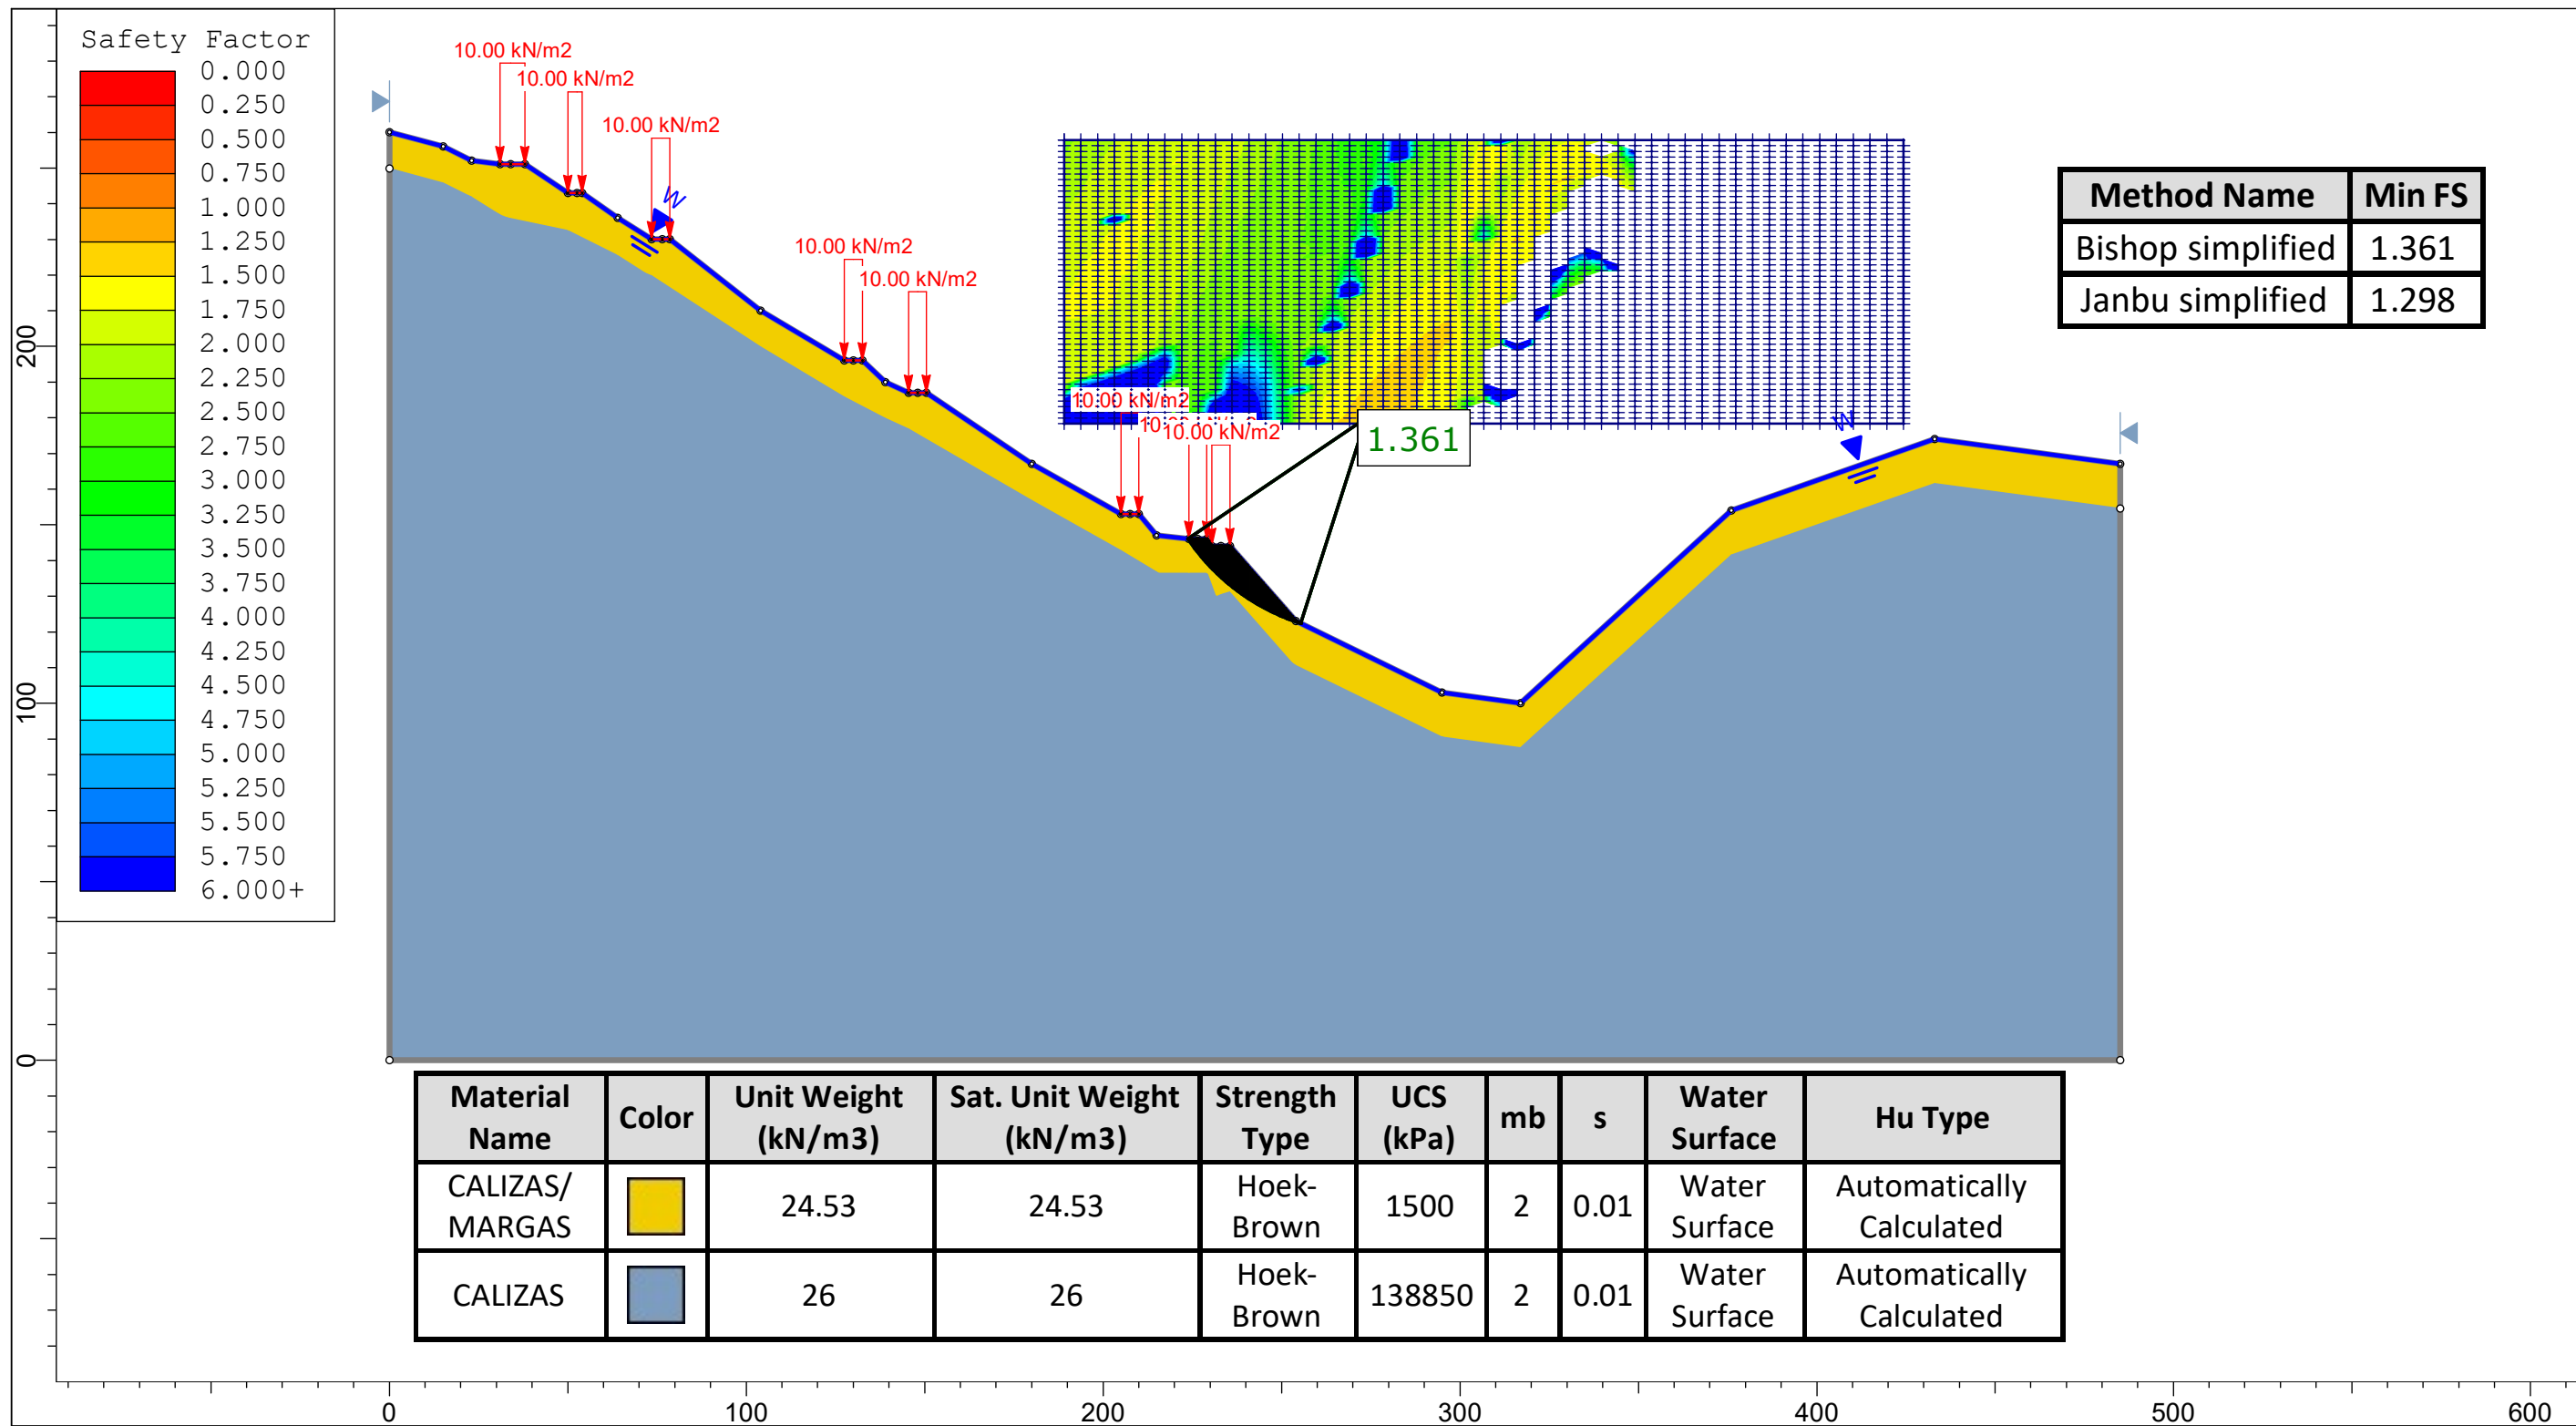 Safety Factor
0.000
0.250
0.500
0.750
1.000
1.250
1.500
1.750
2.000
2.250
2.500
2.750
3.000
3.250
3.500
3.750
4.000
4.250
4.500
4.750
5.000
5.250
5.500
5.750
6.000+
10.00 kN/m2
10.00 kN/m2
10.00 kN/m2
W
10.00 kN/m2
10.00 kN/m2
10.00 kN/m2
10.00 kN/m2
1.361
W
Method Name Min FS
Bishop simplified 1.361
Janbu simplified 1.298
200
100
0
Material Name Color Unit Weight (kN/m3) Sat. Unit Weight (kN/m3) Strength Type UCS (kPa) mb s Water Surface Hu Type
CALIZAS/ MARGAS 24.53 24.53 Hoek-Brown 1500 2 0.01 Water Surface Automatically Calculated
CALIZAS 26 26 Hoek-Brown 138850 2 0.01 Water Surface Automatically Calculated
0 100 200 300 400 500 600